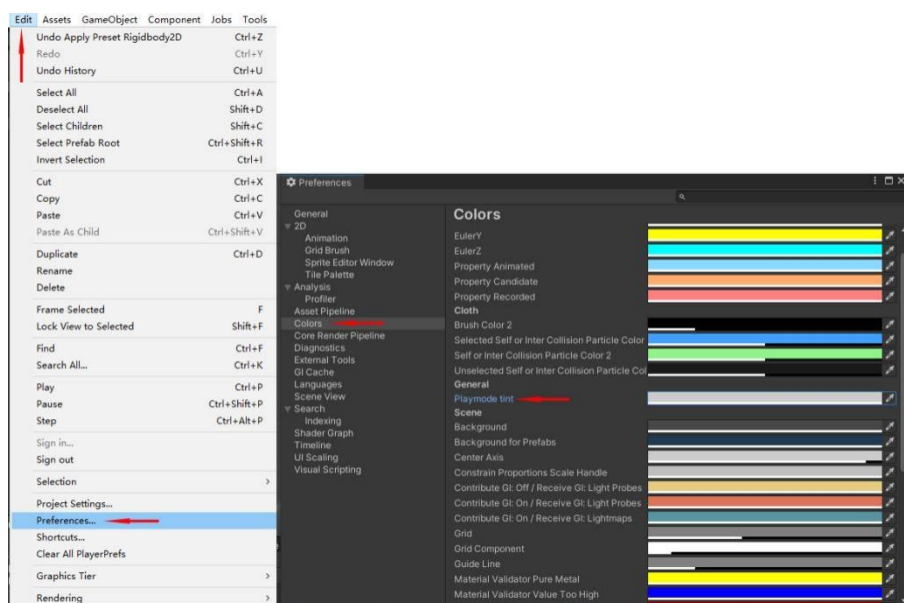 Edit Assets GameObject Component Jobs Tools
Undo Apply Preset Rigidbody2D Ctrl+Z
Redo Ctrl+Y
Undo History Ctrl+U
Select All Ctrl+A
Deselect All Shift+D
Select Children Shift+C
Select Prefab Root Ctrl+Shift+R
Invert Selection Ctrl+I
Cut Ctrl+X
Copy Ctrl+C
Paste Ctrl+V
Paste As Child Ctrl+Shift+V
Duplicate Ctrl+D
Rename
Delete
Frame Selected F
Lock View to Selected Shift+F
Find Ctrl+F
Search All... Ctrl+K
Play Ctrl+P
Pause Ctrl+Shift+P
Step Ctrl+Alt+P
Sign in...
Sign out
Selection
Project Settings...
Preferences...
Shortcuts...
Clear All PlayerPrefs
Graphics Tier
Rendering
Preferences
General
2D
Animation
Grid Brush
Sprite Editor Window
Tile Palette
Analysis
Profiler
Asset Pipeline
Colors
Core Render Pipeline
Diagnostics
External Tools
GI Cache
Languages
Scene View
Search
Indexing
Shader Graph
Timeline
UI Scaling
Visual Scripting
Colors
EulerY
EulerZ
Property Animated
Property Candidate
Property Recorded
Cloth
Brush Color 2
Selected Self or Inter Collision Particle Color
Self or Inter Collision Particle Color 2
Unselected Self or Inter Collision Particle Col
General
Playmode tint
Scene
Background
Background for Prefabs
Center Axis
Constrain Proportions Scale Handle
Contribute GI: Off / Receive GI: Light Probes
Contribute GI: On / Receive GI: Light Probes
Contribute GI: On / Receive GI: Lightmaps
Grid
Grid Component
Guide Line
Material Validator Pure Metal
Material Validator Value Too High